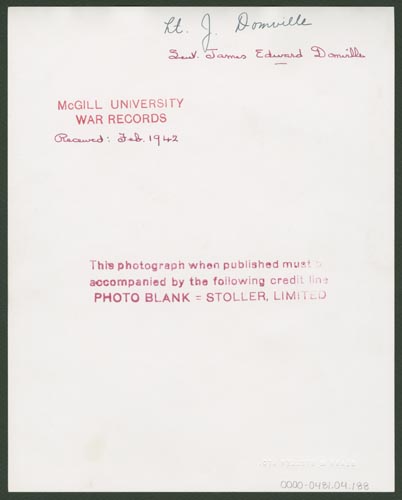 Lt. J. Domville
Lieut. James Edward Domville
McGILL UNIVERSITY
WAR RECORDS
Received: Feb. 1942
This photograph when published must
accompanied by the following credit line
PHOTO BLANK = STOLLER, LIMITED
0000-0481.04.188